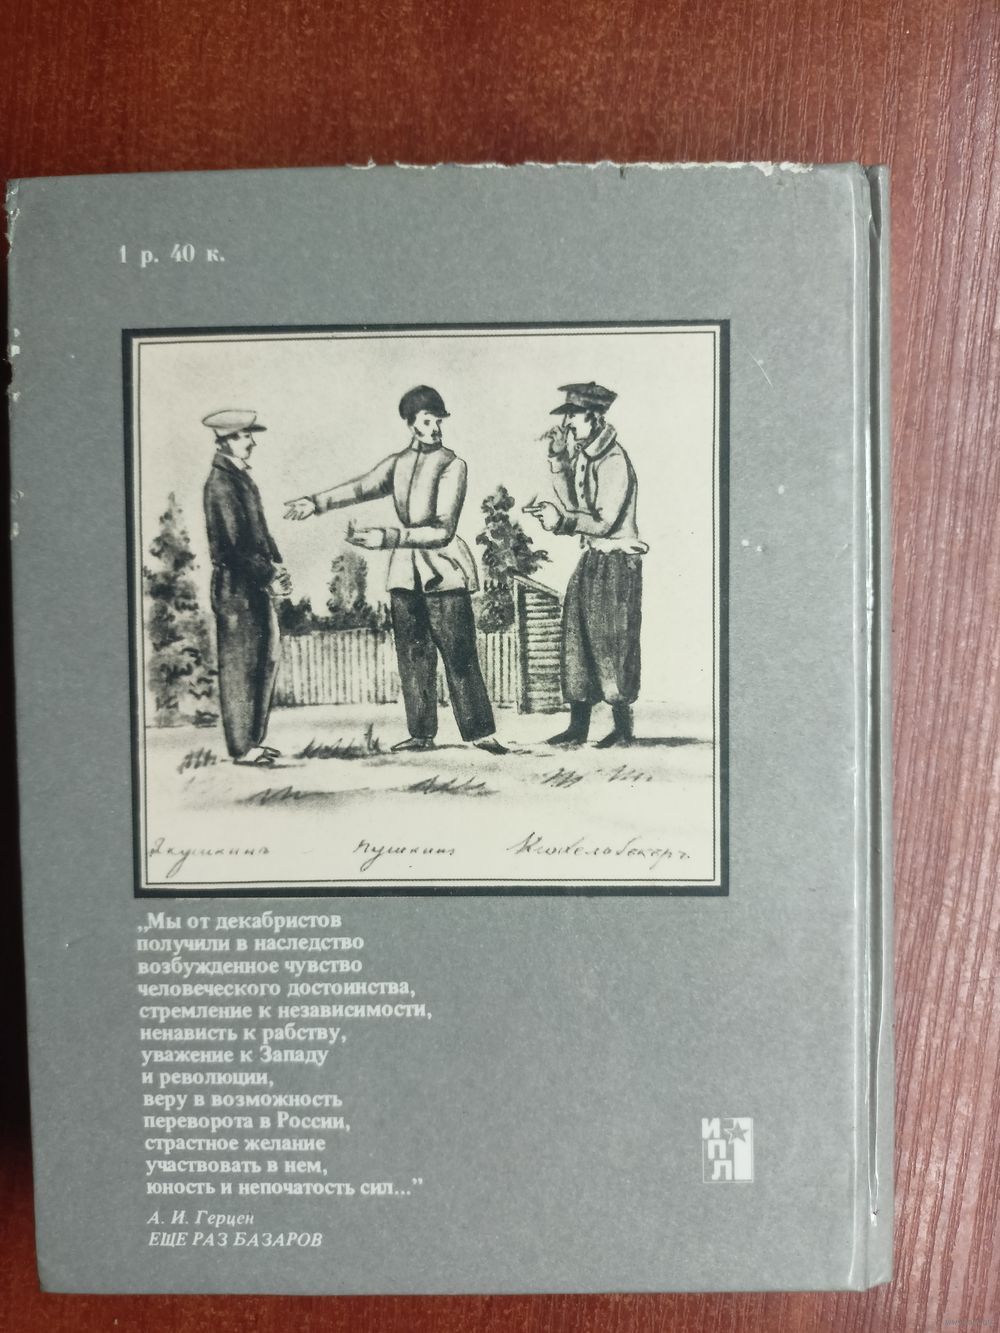 1 р. 40 к.
Якушкинъ Пушкинъ Кюхельбекеръ
„Мы от декабристов
получили в наследство
возбужденное чувство
человеческого достоинства,
стремление к независимости,
ненависть к рабству,
уважение к Западу
и революции,
веру в возможность
переворота в России,
страстное желание
участвовать в нем,
юность и непочатость сил..."
И
П
Л
А. И. Герцен
ЕЩЕ РАЗ БАЗАРОВ